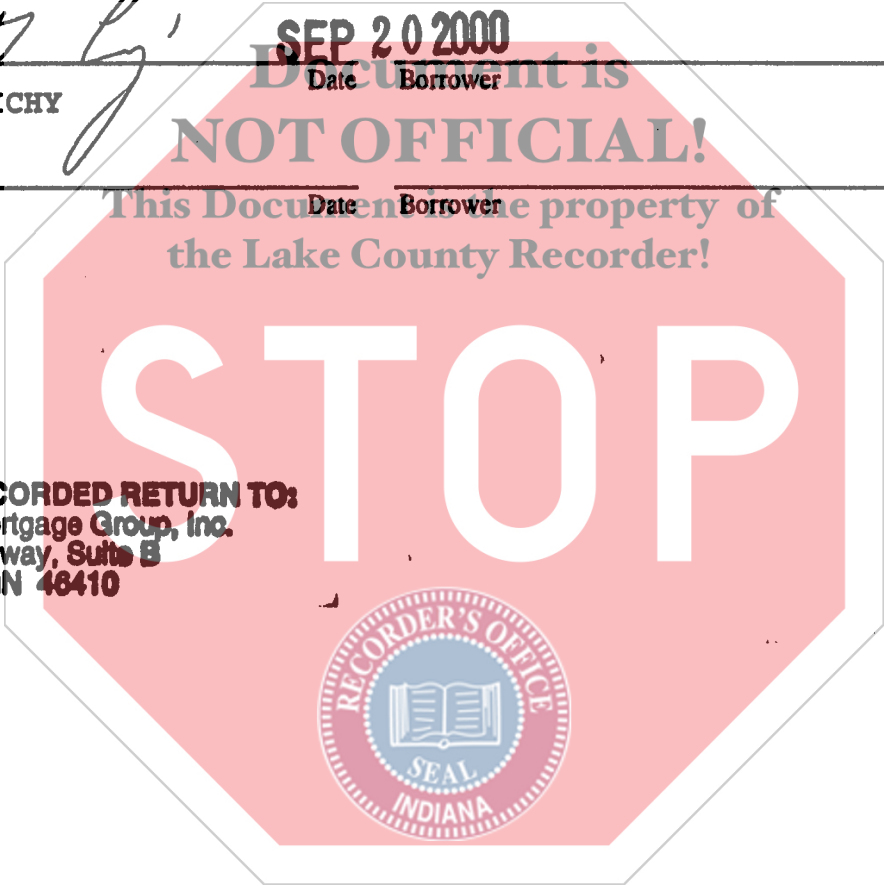 SEP 20 2000
Document is
Date Borrower
CHY
NOT OFFICIAL!
This Document is the property of
Date Borrower
the Lake County Recorder!
STOP
CORDED RETURN TO:
rtgage Group, Inc.
way, Suite B
N 46410
RECORDER'S OFFICE
SEAL
INDIANA